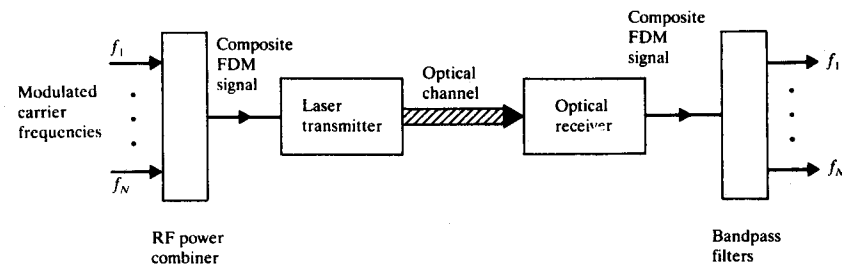 f1
Modulated
carrier
frequencies
fN
RF power
combiner
Composite
FDM
signal
Laser
transmitter
Optical
channel
Optical
receiver
Composite
FDM
signal
f1
fN
Bandpass
filters